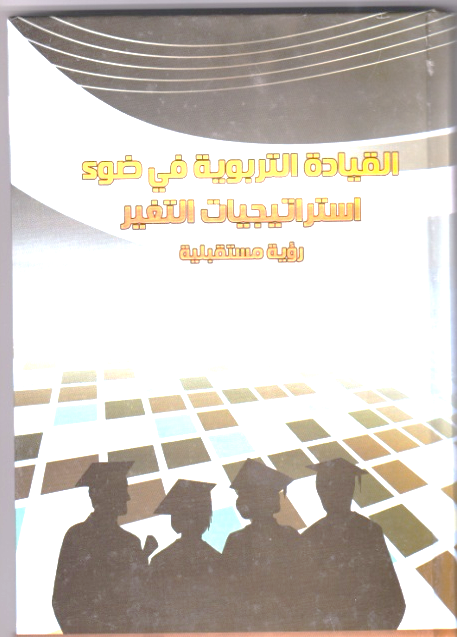 القيادة التربوية في ضوء
استراتيجيات التغير
رؤية مستقبلية